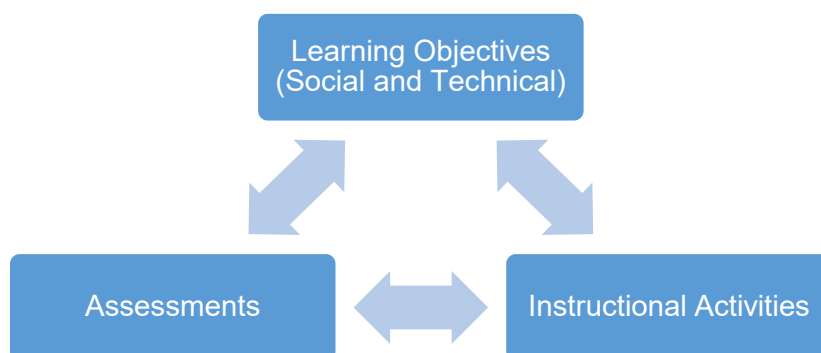 Learning Objectives
(Social and Technical)
Assessments
Instructional Activities